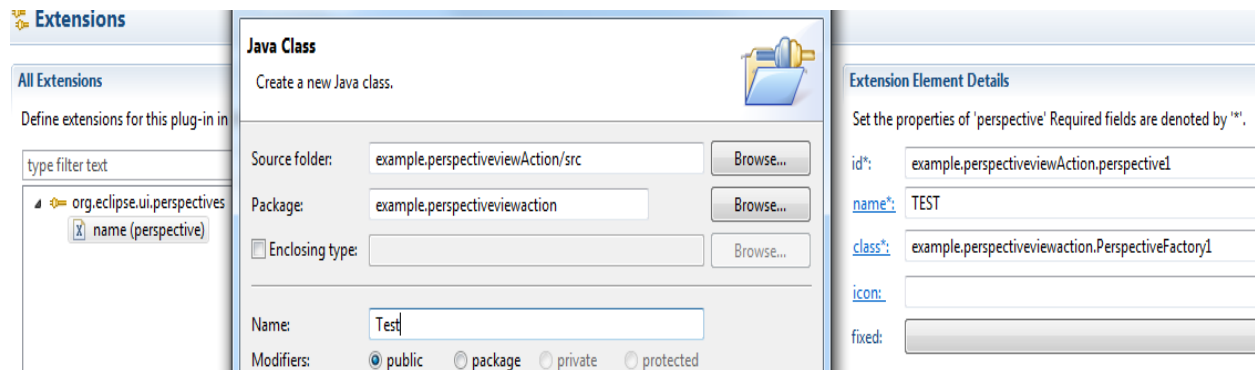 Extensions
All Extensions
Define extensions for this plug-in in
type filter text
org.eclipse.ui.perspectives
name (perspective)
Java Class
Create a new Java class.
Source folder: example.perspectiveviewAction/src Browse...
Package: example.perspectiveviewaction Browse...
Enclosing type: Browse...
Name: Test
Modifiers: public package private protected
Extension Element Details
Set the properties of 'perspective' Required fields are denoted by '*'.
id*: example.perspectiveviewAction.perspective1
name*: TEST
class*: example.perspectiveviewaction.PerspectiveFactory1
icon:
fixed: